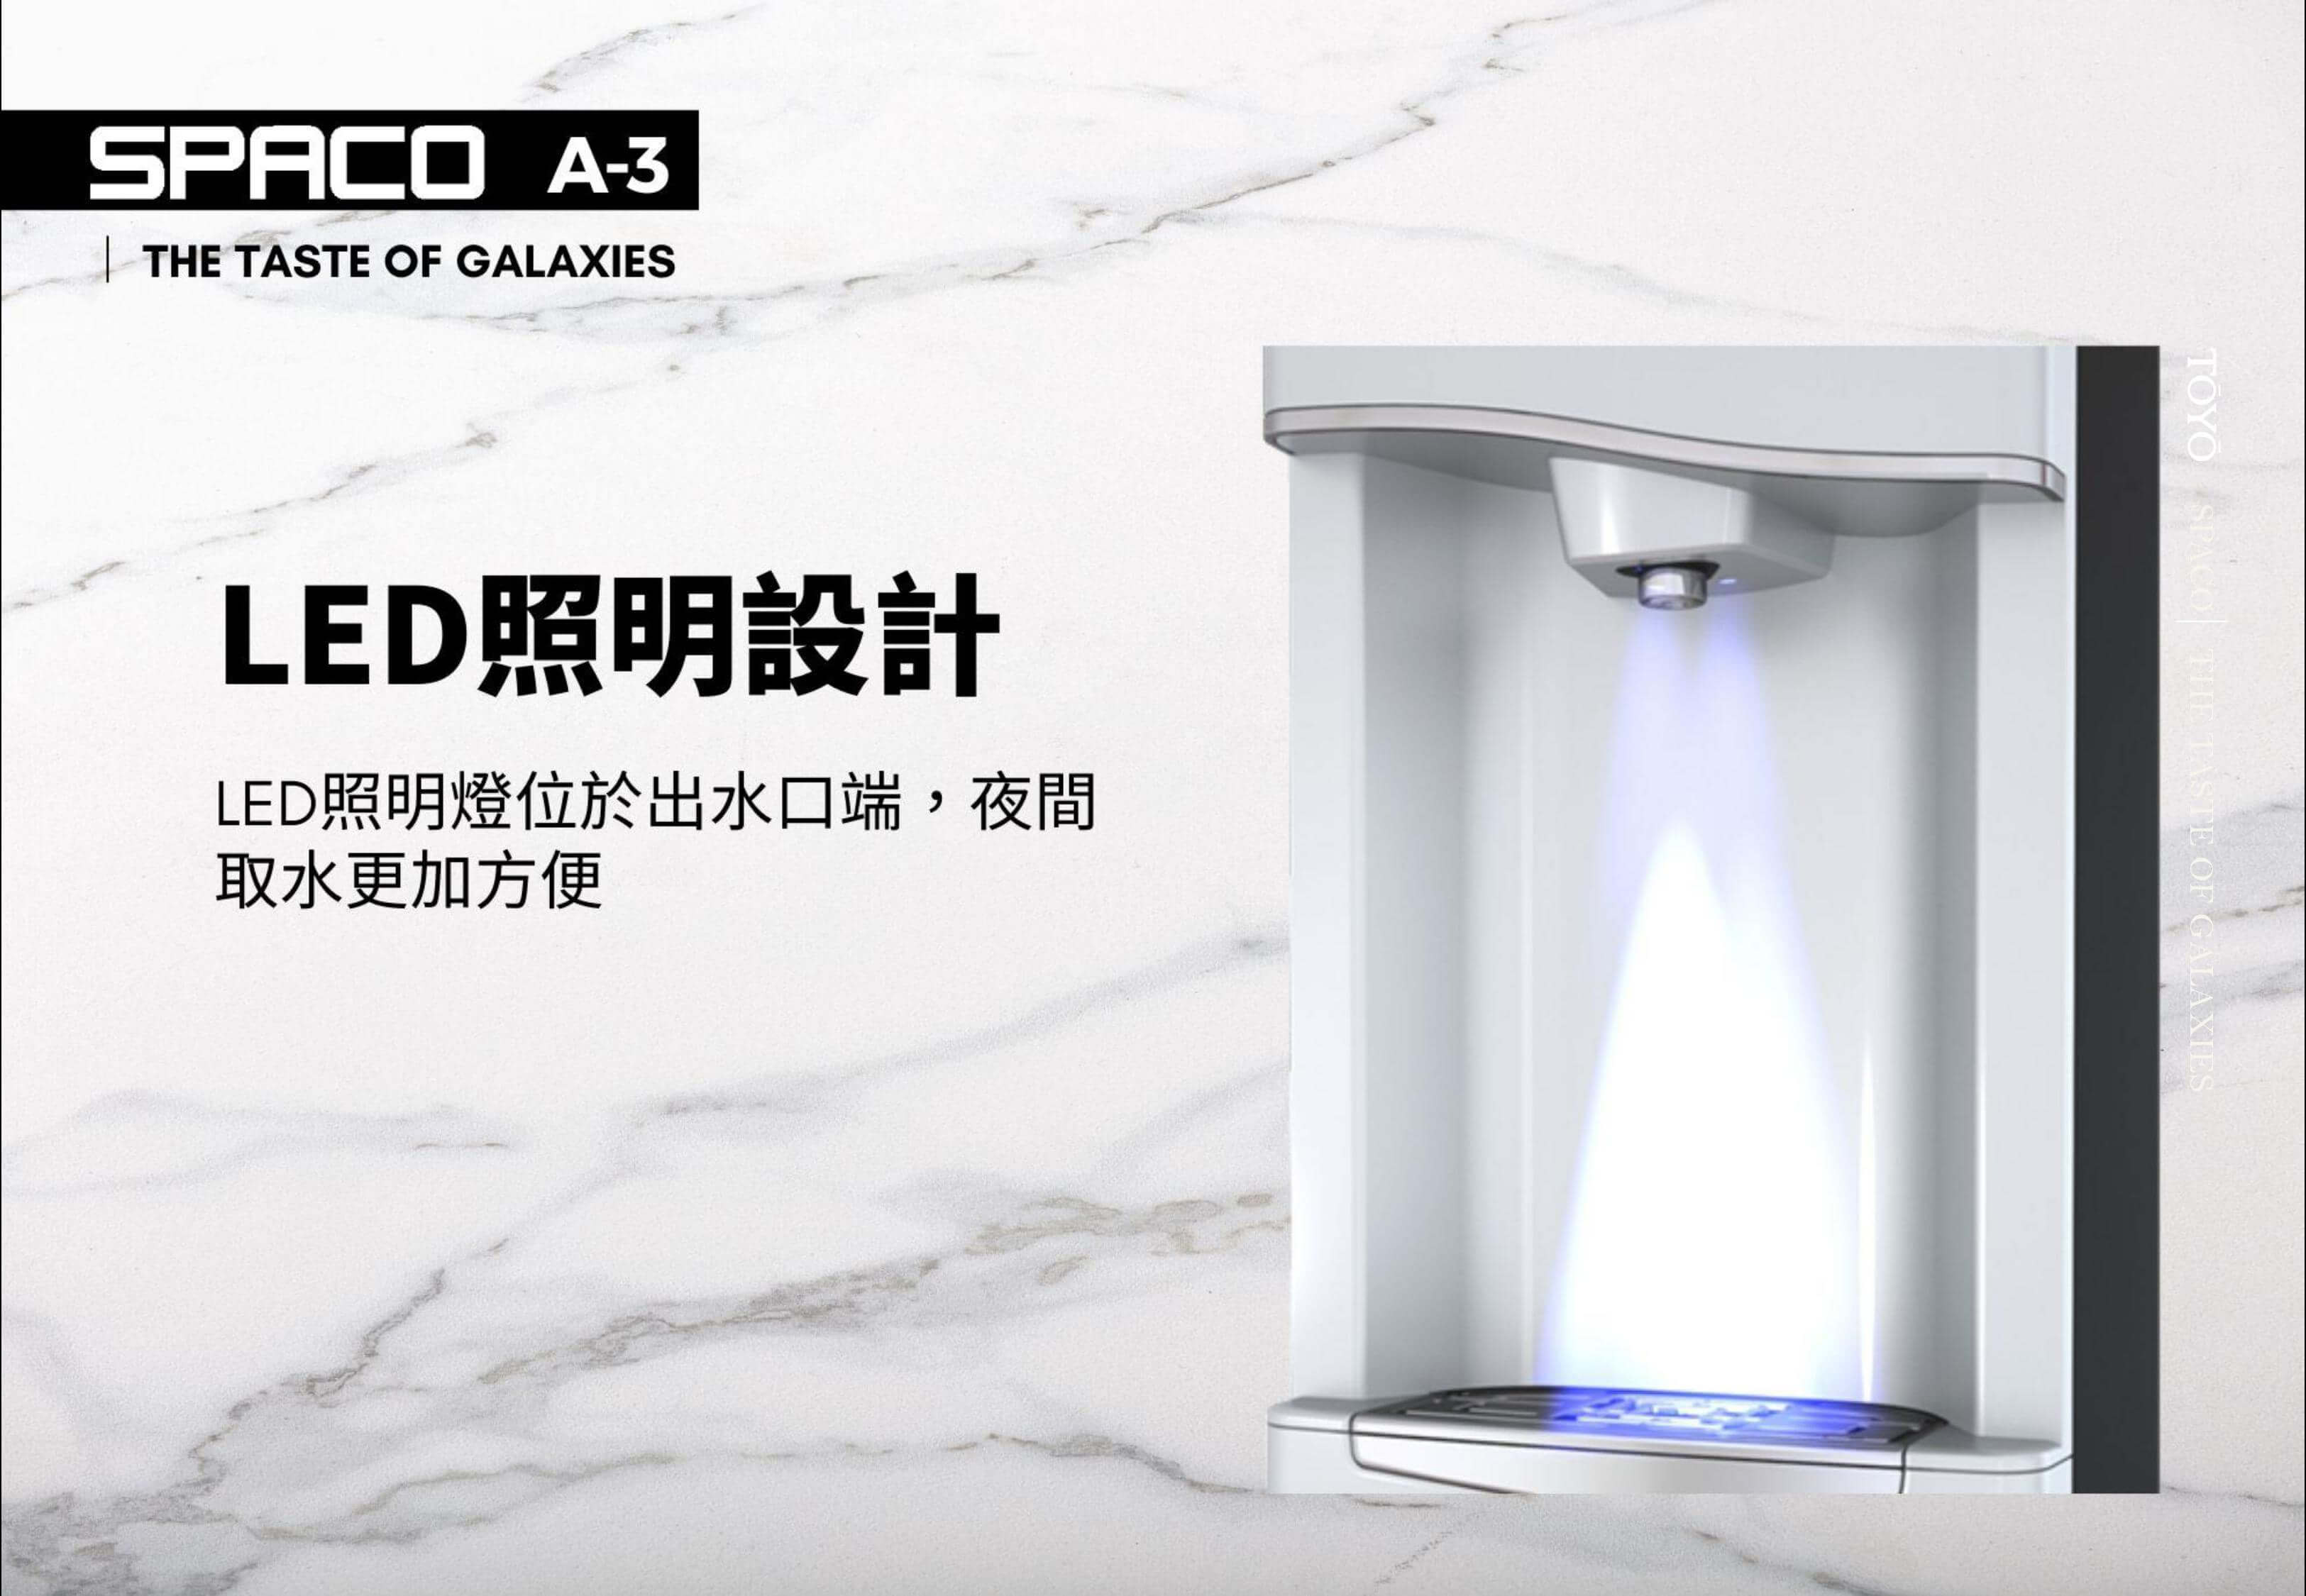 SPACO A-3
THE TASTE OF GALAXIES
LED照明設計
LED照明燈位於出水口端，夜間
取水更加方便
TŌYŌ SPACO | THE TASTE OF GALAXIES